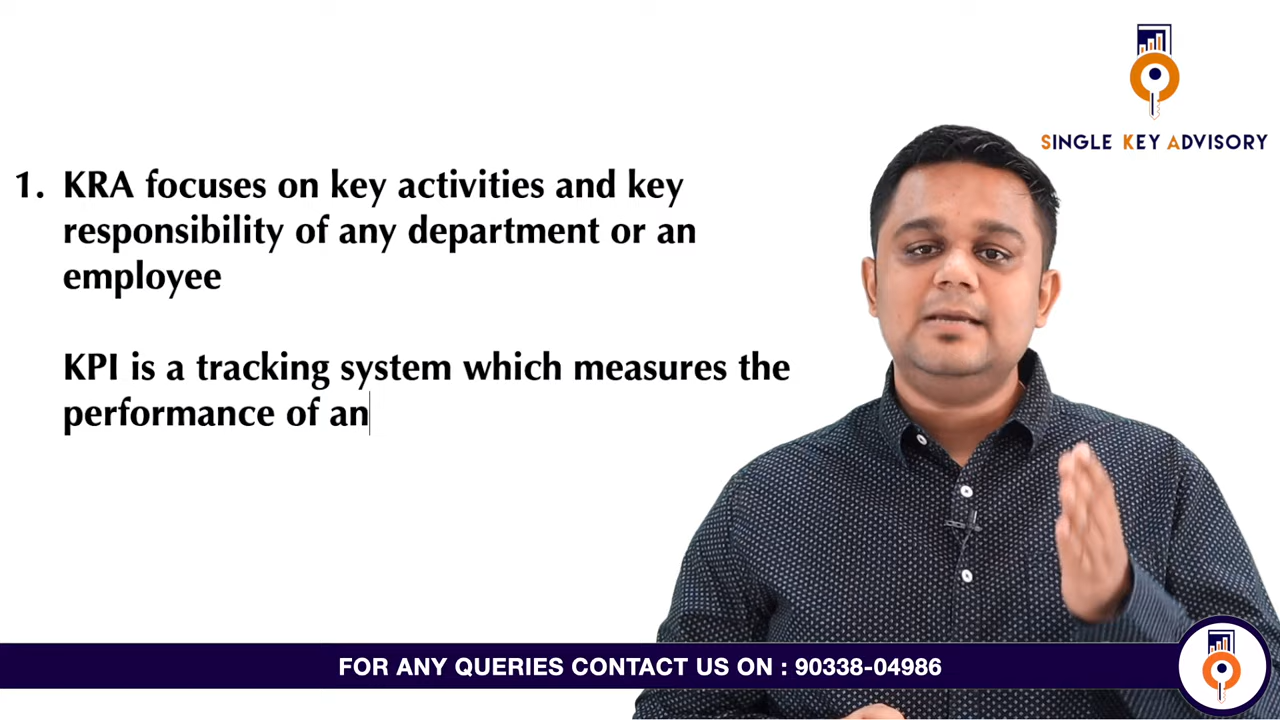 SINGLE KEY ADVISORY
1. KRA focuses on key activities and key
responsibility of any department or an
employee
KPI is a tracking system which measures the
performance of an
FOR ANY QUERIES CONTACT US ON : 90338-04986